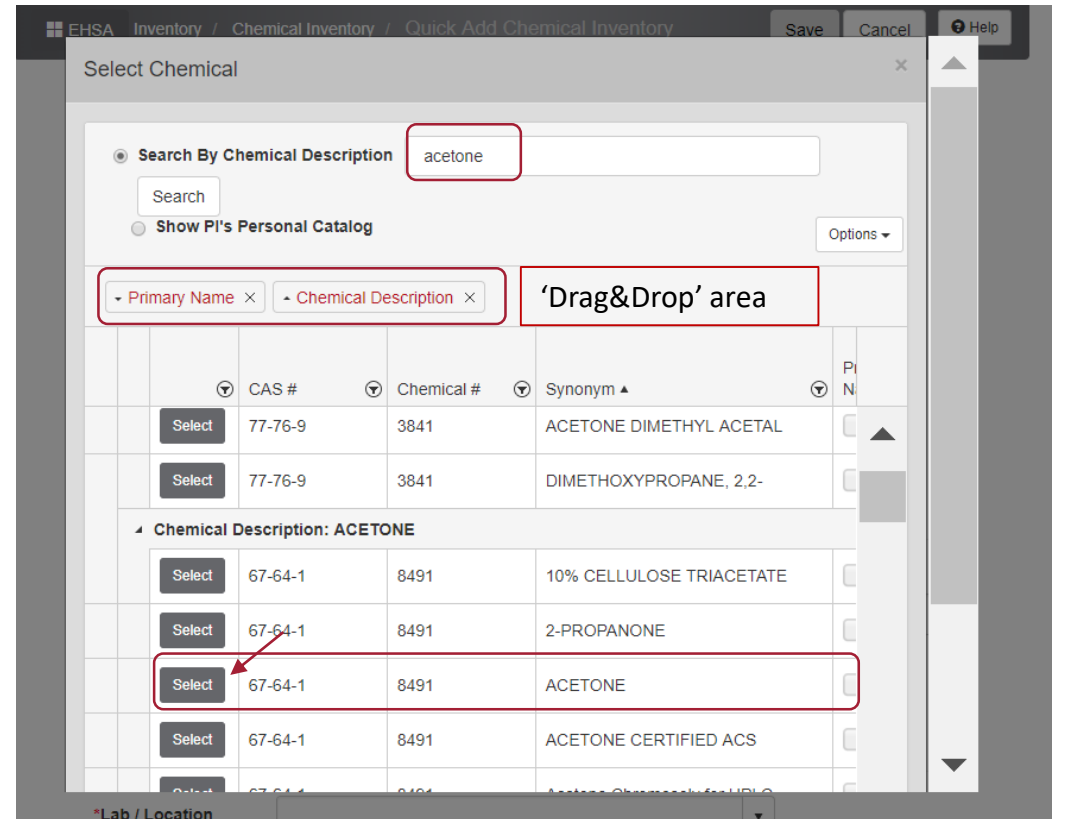 EHSA Inventory / Chemical Inventory / Quick Add Chemical Inventory Save Cancel Help
Select Chemical ×
Search By Chemical Description acetone
Search
Show PI's Personal Catalog
Options
Primary Name × Chemical Description × ‘Drag&Drop’ area
CAS # Chemical # Synonym
Select 77-76-9 3841 ACETONE DIMETHYL ACETAL
Select 77-76-9 3841 DIMETHOXYPROPANE, 2,2-
Chemical Description: ACETONE
Select 67-64-1 8491 10% CELLULOSE TRIACETATE
Select 67-64-1 8491 2-PROPANONE
Select 67-64-1 8491 ACETONE
Select 67-64-1 8491 ACETONE CERTIFIED ACS
*Lab / Location